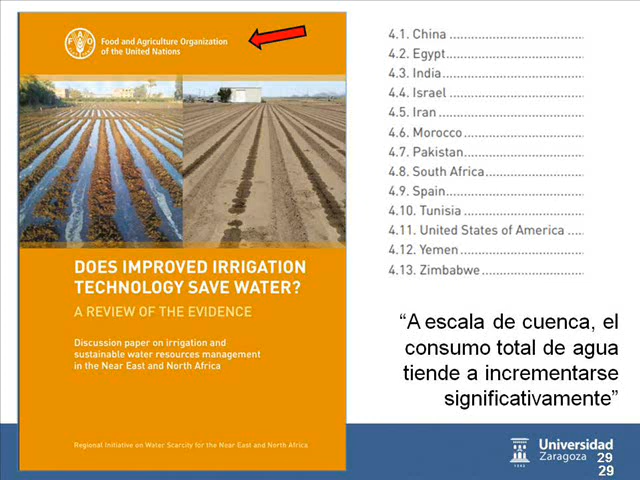 Food and Agriculture Organization
of the United Nations
DOES IMPROVED IRRIGATION
TECHNOLOGY SAVE WATER?
A REVIEW OF THE EVIDENCE
Discussion paper on irrigation and
sustainable water resources management
in the Near East and North Africa
Regional Initiative on Water Scarcity for the Near East and North Africa
4.1. China
4.2. Egypt
4.3. India
4.4. Israel
4.5. Iran
4.6. Morocco
4.7. Pakistan
4.8. South Africa
4.9. Spain
4.10. Tunisia
4.11. United States of America
4.12. Yemen
4.13. Zimbabwe
“A escala de cuenca, el
consumo total de agua
tiende a incrementarse
significativamente”
Universidad
Zaragoza
29
29